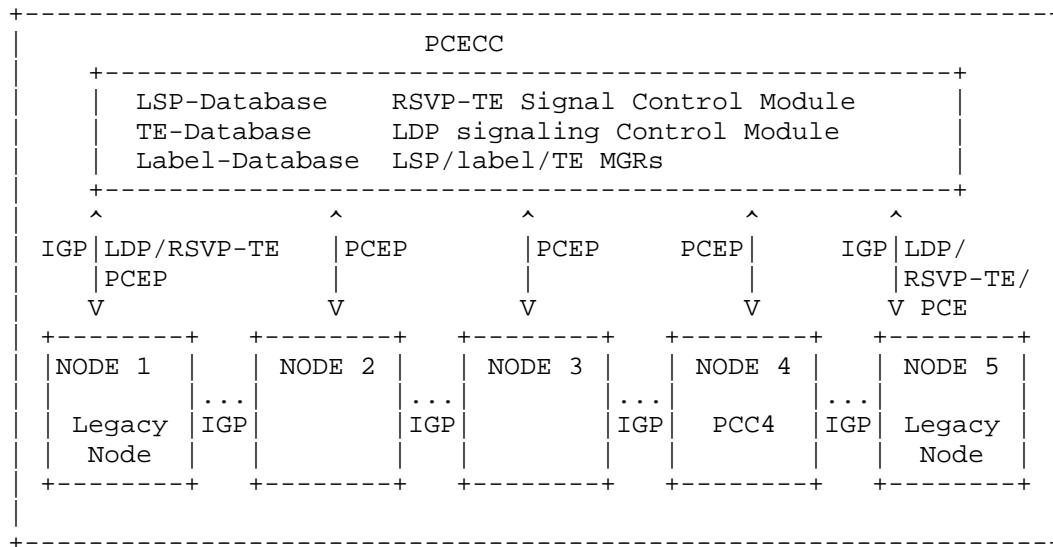 PCECC
LSP-Database RSVP-TE Signal Control Module
TE-Database LDP signaling Control Module
Label-Database LSP/label/TE MGRs
IGP LDP/RSVP-TE PCEP PCEP PCEP IGP LDP/
PCEP RSVP-TE/
V V V V V PCE
NODE 1 NODE 2 NODE 3 NODE 4 NODE 5
... ... ... ...
Legacy IGP IGP IGP PCC4 IGP Legacy
Node Node